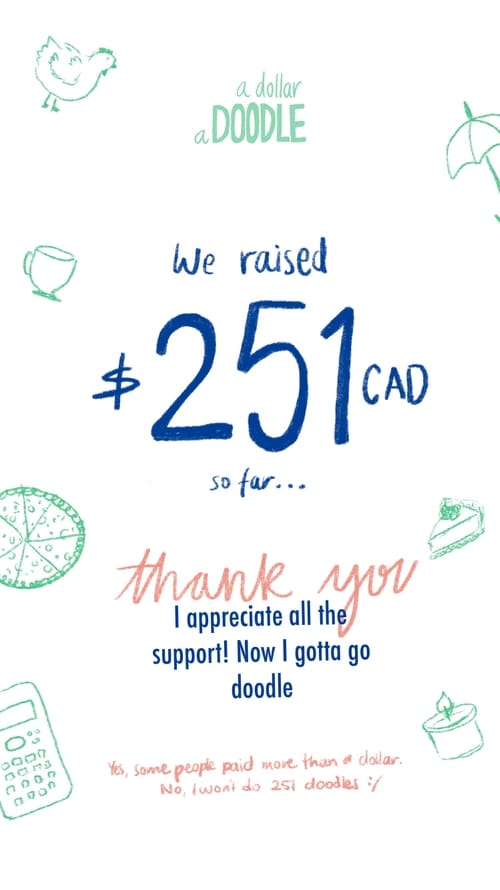 a dollar
a DOODLE
We raised
$251 CAD
so far...
thank you
I appreciate all the
support! Now I gotta go
doodle
Yes, some people paid more than a dollar.
No, I won't do 251 doodles :/